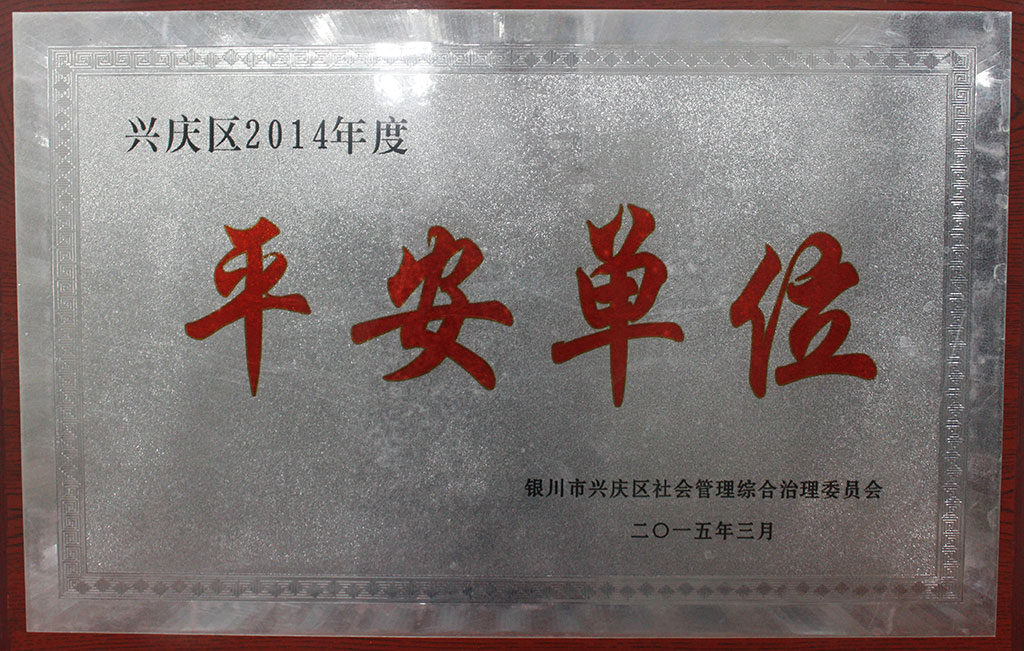 兴庆区2014年度
平安单位
银川市兴庆区社会管理综合治理委员会
二〇一五年三月